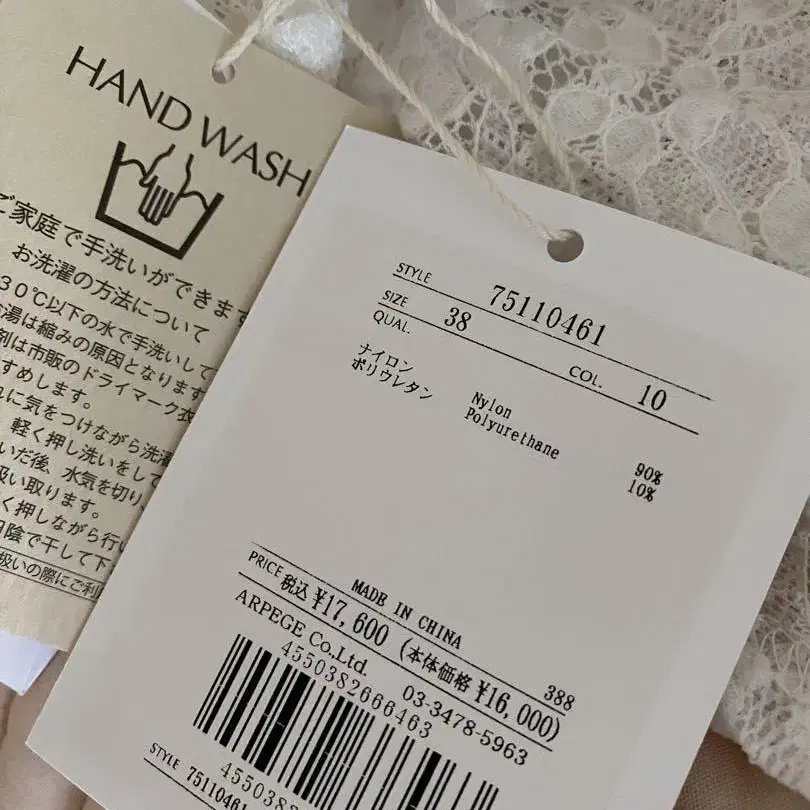 HAND WASH
ご家庭で手洗いができます
お洗濯の方法について
30℃以下の水で手洗いして
お湯は縮みの原因となります
剤は市販のドライマーク衣
すすめします。
れに気をつけながら洗濯
軽く押し洗いをして
いだ後、水気を切り、
吸い取ります。
く押しながら行い
日陰で干して下
扱いの際にご利用
STYLE 75110461
SIZE 38 COL. 10
QUAL.
ナイロン Nylon 90%
ポリウレタン Polyurethane 10%
MADE IN CHINA 388
PRICE 税込 ¥17,600 (本体価格 ¥16,000)
ARPEGE Co.Ltd. 03-3478-5963
4550382666463
STYLE 75110461